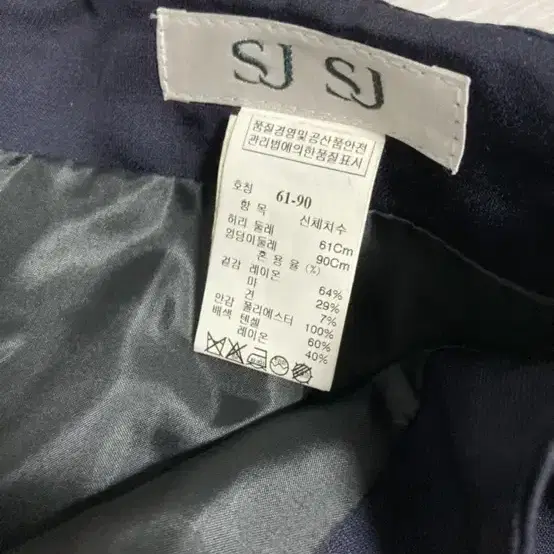 SJ SJ
품질경영및공산품안전
관리법에의한품질표시
호칭 61-90
항 목 신체치수
허리 둘레 61Cm
엉덩이둘레 90Cm
혼 용 율 (%)
겉감 레이온 64%
마 29%
견 7%
안감 폴리에스터 100%
배색 텐셀 60%
레이온 40%